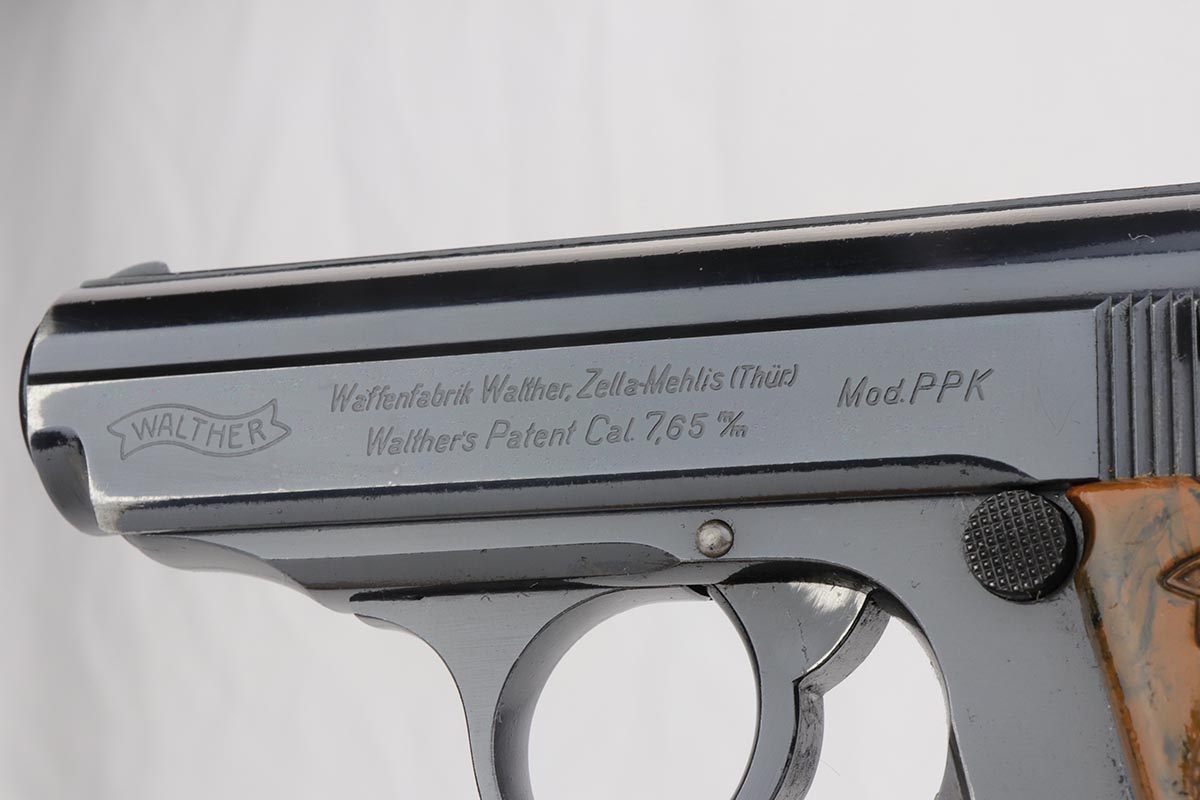 WALTHER
Waffenfabrik Walther, Zella-Mehlis (Thür)
Walther's Patent Cal. 7,65 m/m
Mod. PPK